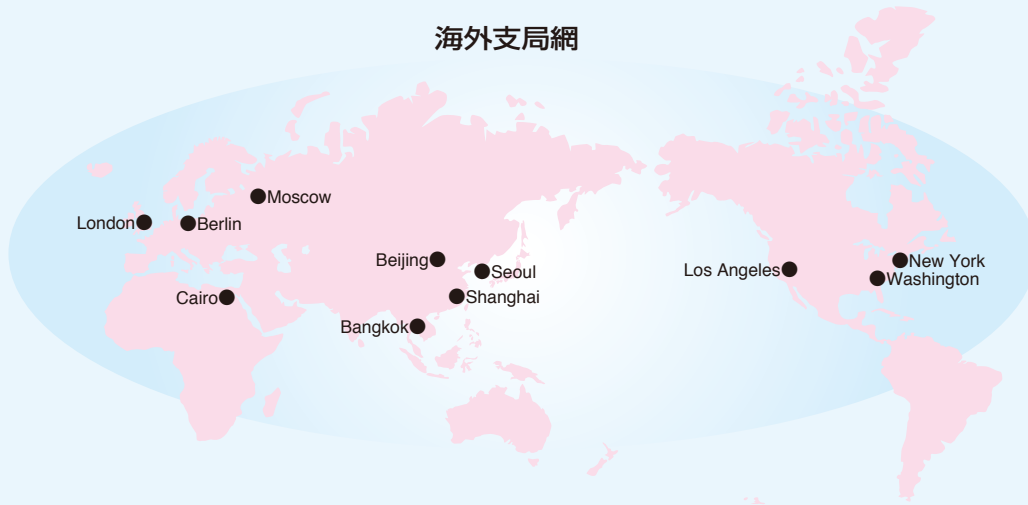 海外支局網
Moscow
London
Berlin
Beijing
Seoul
Los Angeles
New York
Washington
Cairo
Shanghai
Bangkok